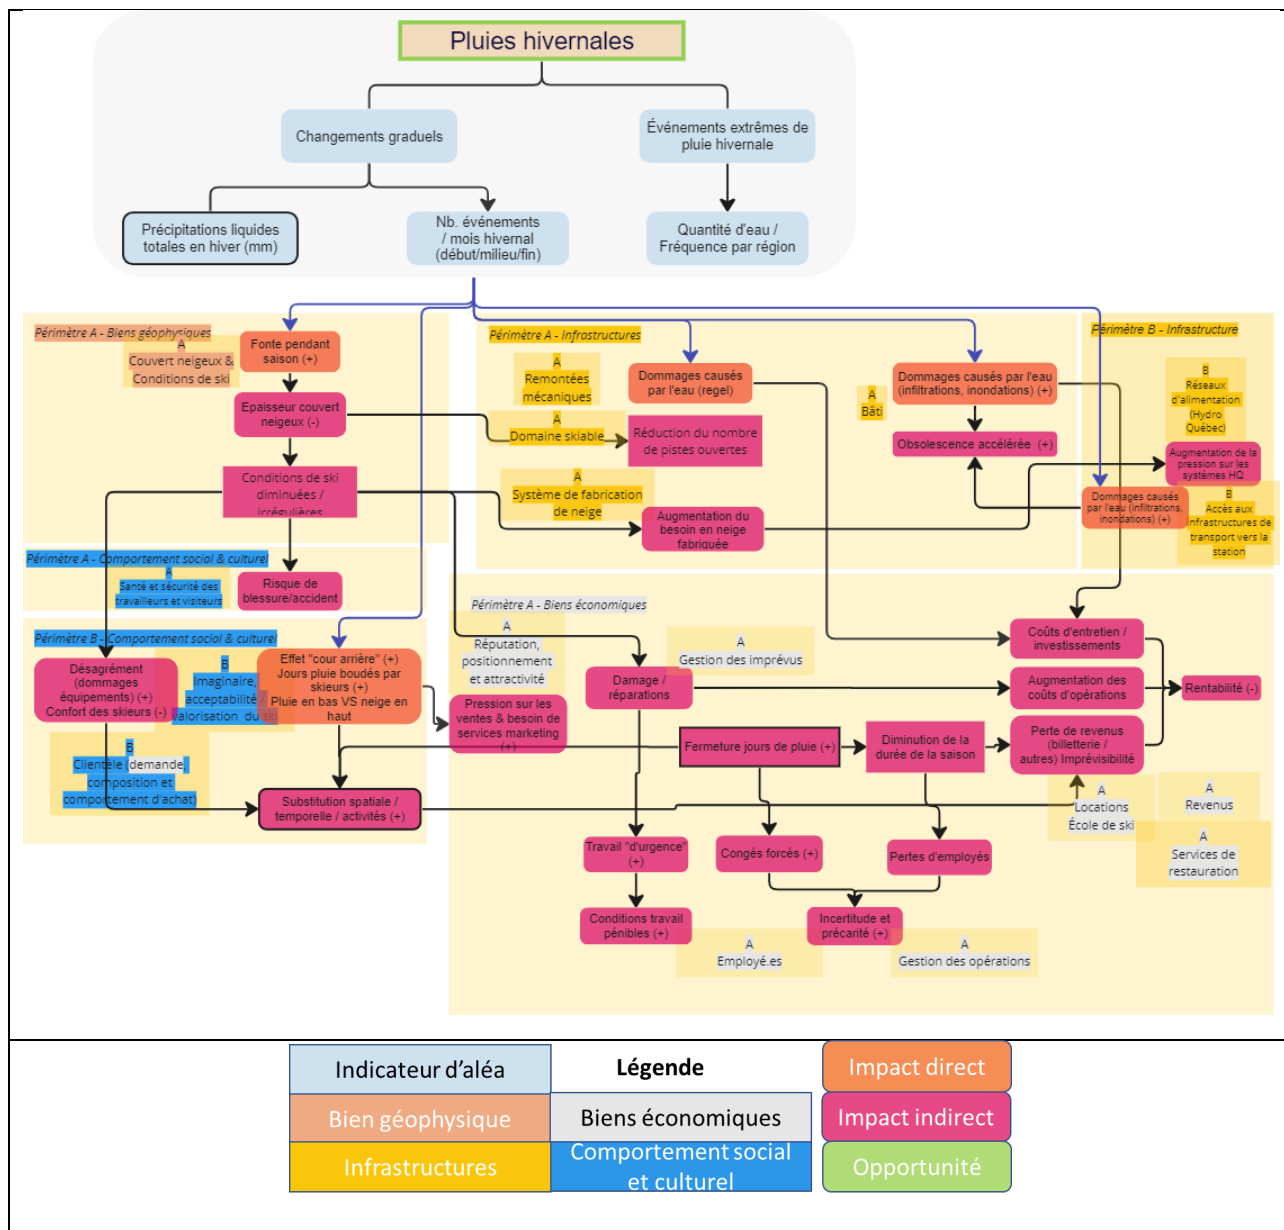 Pluies hivernales
Changements graduels
Événements extrêmes de
pluie hivernale
Précipitations liquides
totales en hiver (mm)
Nb. événements
/ mois hivernal
(début/milieu/fin)
Quantité d'eau /
Fréquence par région
Périmètre A - Biens géophysiques
A
Couvert neigeux &
Conditions de ski
Fonte pendant
saison (+)
Epaisseur couvert
neigeux (-)
Conditions de ski
diminuées /
irrégulières
Périmètre A - Infrastructures
A
Remontées
mécaniques
Dommages causés
par l'eau (regel)
A
Domaine skiable
Réduction du nombre
de pistes ouvertes
A
Système de fabrication
de neige
Augmentation du
besoin en neige
fabriquée
A
Bâti
Dommages causés par l'eau
(infiltrations, inondations) (+)
Obsolescence accélérée (+)
Périmètre B - Infrastructure
B
Réseaux
d'alimentation
(Hydro
Québec)
Augmentation de la
pression sur les
systèmes HQ
Dommages causés
par l'eau (infiltrations,
inondations) (+)
B
Accès aux
infrastructures de
transport vers la
station
Périmètre A - Comportement social & culturel
A
Santé et sécurité des
travailleurs et visiteurs
Risque de
blessure/accident
Périmètre B - Comportement social & culturel
Désagrément
(dommages
équipements) (+)
Confort des skieurs (-)
B
Imaginaire,
acceptabilité /
valorisation du ski
Effet "cour arrière" (+)
Jours pluie boudés par
skieurs (+)
Pluie en bas VS neige en
haut
B
Clientèle (demande,
composition et
comportement d'achat)
Substitution spatiale /
temporelle / activités (+)
Périmètre A - Biens économiques
A
Réputation,
positionnement
et attractivité
Pression sur les
ventes & besoin de
services marketing
(+)
A
Gestion des imprévus
Damage /
réparations
Coûts d'entretien /
investissements
Augmentation des
coûts d'opérations
Rentabilité (-)
Fermeture jours de pluie (+)
Diminution de la
durée de la saison
Perte de revenus
(billetterie /
autres) Imprévisibilité
A
Locations
École de ski
A
Revenus
A
Services de
restauration
Travail "d'urgence"
(+)
Congés forcés (+)
Pertes d'employés
Conditions travail
pénibles (+)
Incertitude et
précarité (+)
A
Employé.es
A
Gestion des opérations
Indicateur d'aléa
Légende
Impact direct
Bien géophysique
Biens économiques
Impact indirect
Infrastructures
Comportement social
et culturel
Opportunité